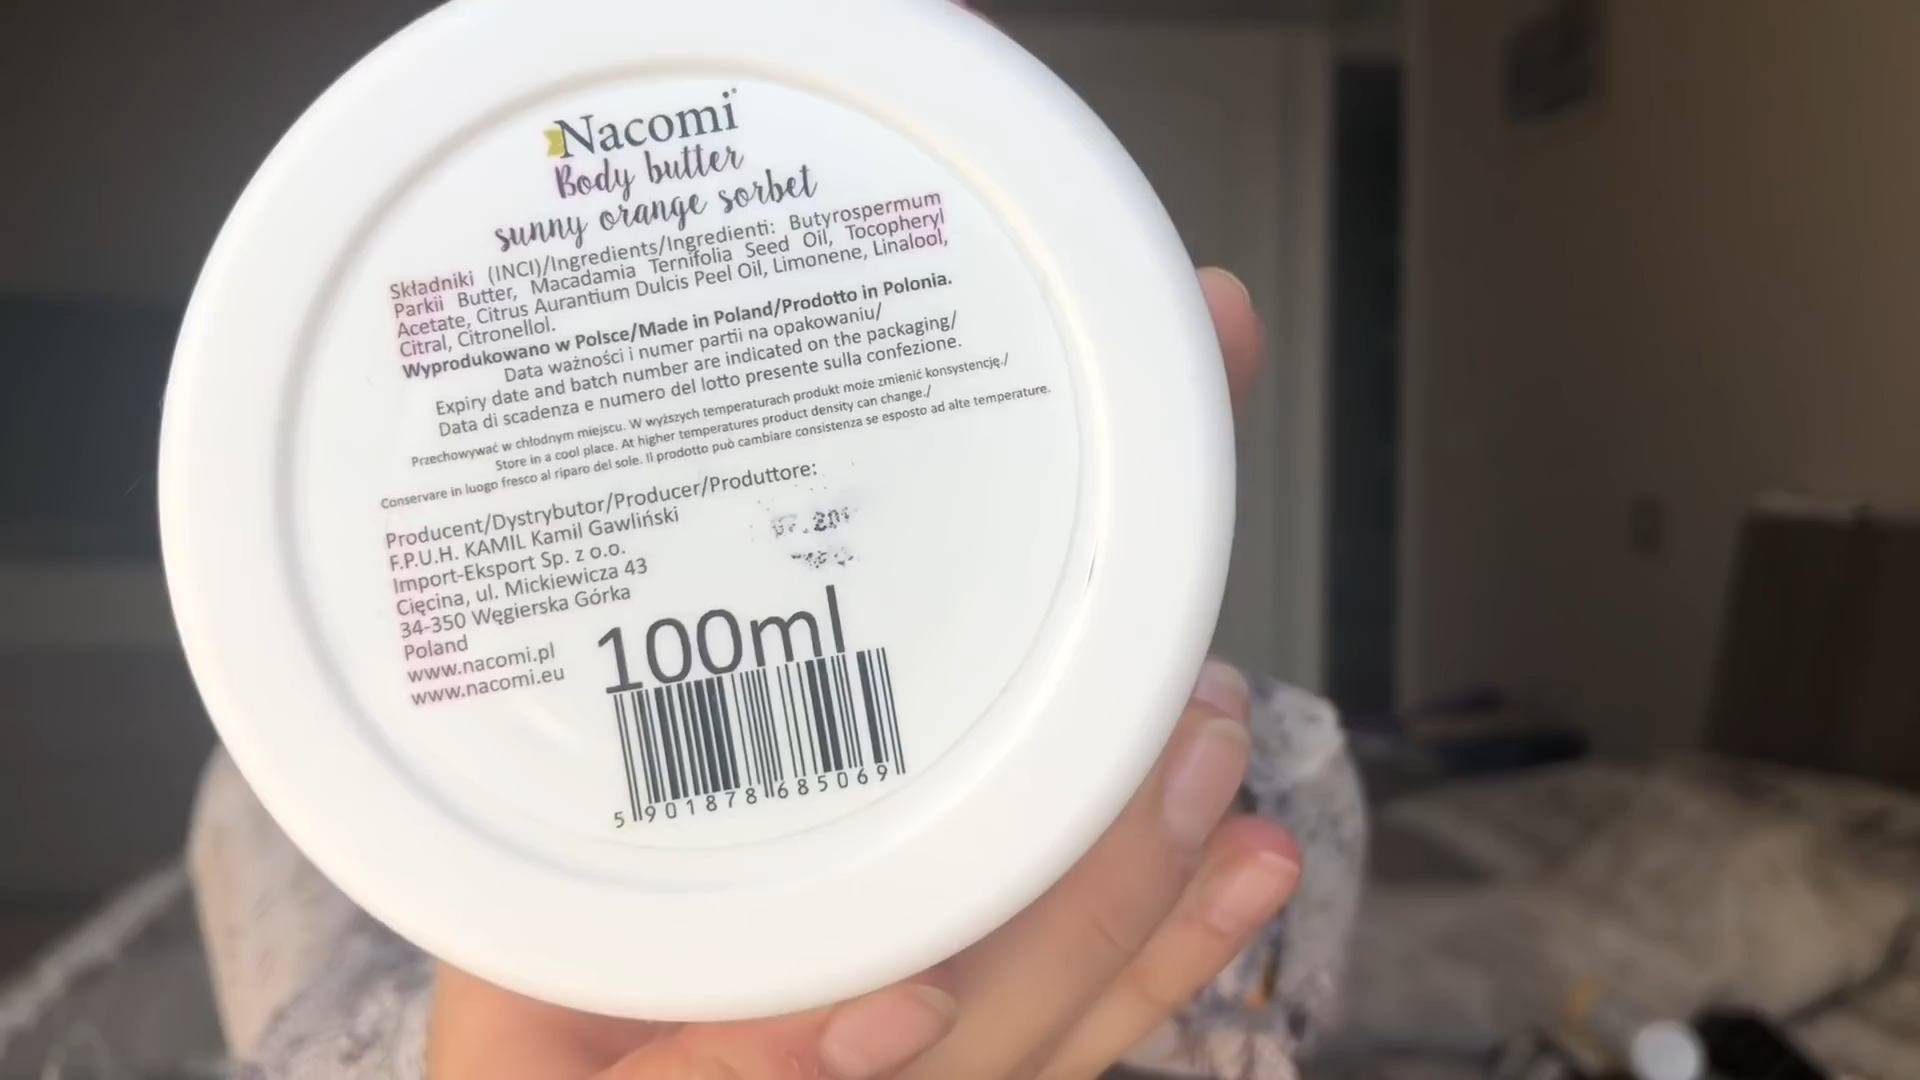 Nacomi
Body butter
sunny orange sorbet
Składniki (INCI)/Ingredients/Ingredienti: Butyrospermum
Parkii Butter, Macadamia Ternifolia Seed Oil, Tocopheryl
Acetate, Citrus Aurantium Dulcis Peel Oil, Limonene, Linalool,
Citral, Citronellol.
Wyprodukowano w Polsce/Made in Poland/Prodotto in Polonia.
Data ważności i numer partii na opakowaniu/
Expiry date and batch number are indicated on the packaging/
Data di scadenza e numero del lotto presente sulla confezione.
Przechowywać w chłodnym miejscu. W wyższych temperaturach produkt może zmienić konsystencję./
Store in a cool place. At higher temperatures product density can change./
Conservare in luogo fresco al riparo del sole. Il prodotto può cambiare consistenza se esposto ad alte temperature.
Producent/Dystrybutor/Producer/Produttore:
F.P.U.H. KAMIL Kamil Gawliński
Import-Eksport Sp. z o.o.
Cięcina, ul. Mickiewicza 43
34-350 Węgierska Górka
Poland
www.nacomi.pl
www.nacomi.eu
100ml
5 901878 685069